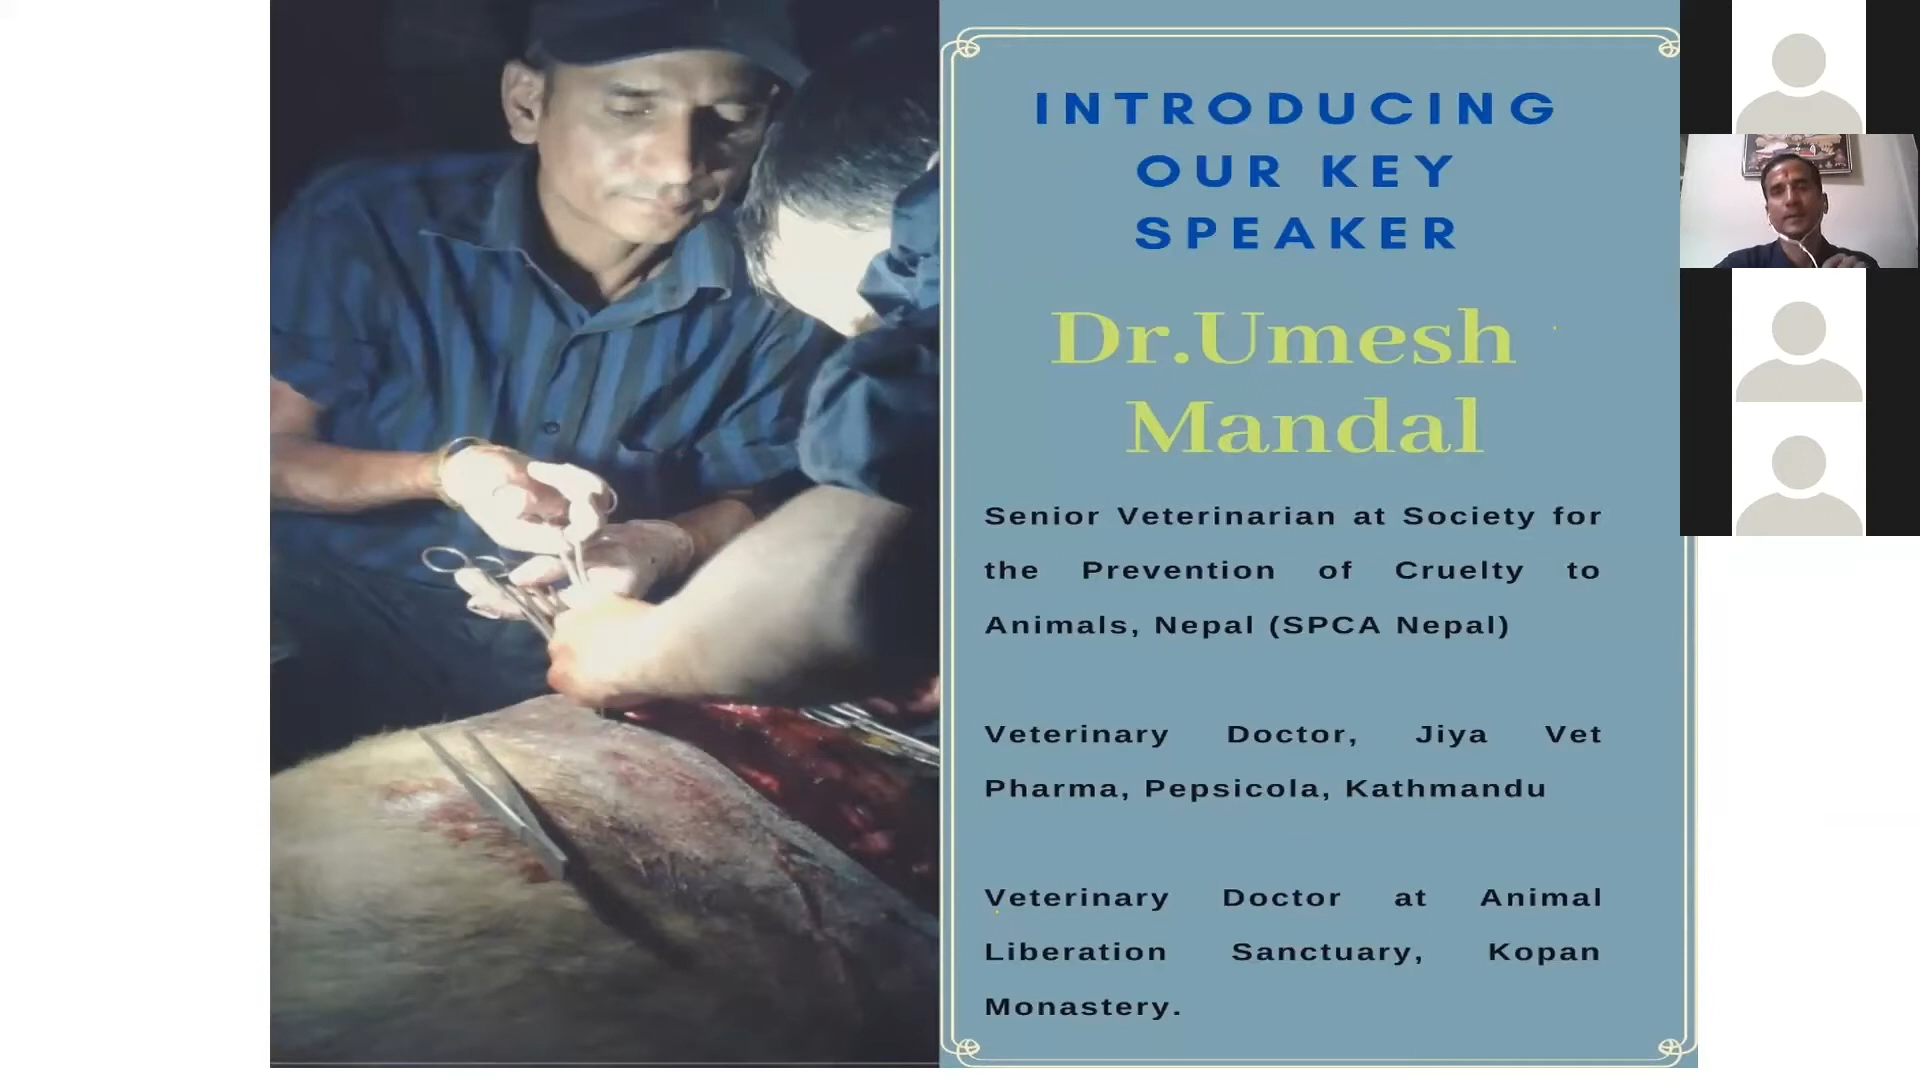 INTRODUCING
OUR KEY
SPEAKER
Dr.Umesh
Mandal
Senior Veterinarian at Society for
the Prevention of Cruelty to
Animals, Nepal (SPCA Nepal)
Veterinary Doctor, Jiya Vet
Pharma, Pepsicola, Kathmandu
Veterinary Doctor at Animal
Liberation Sanctuary, Kopan
Monastery.